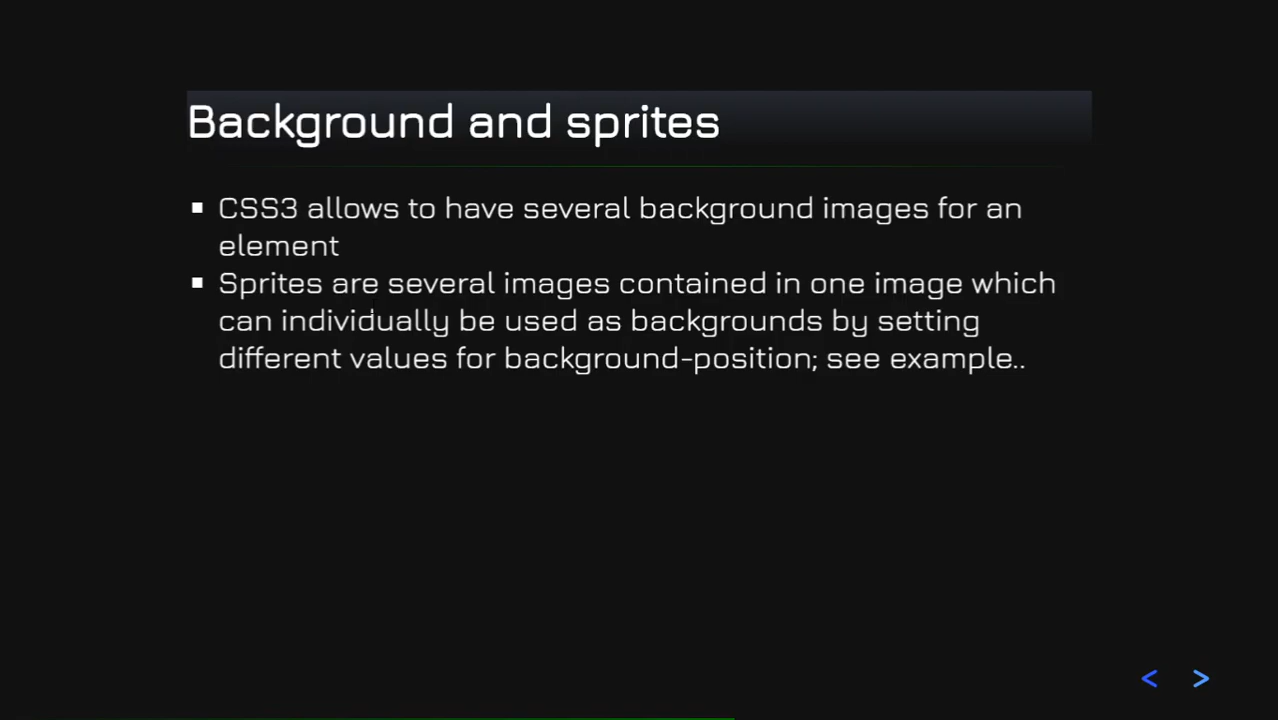 Background and sprites
▪ CSS3 allows to have several background images for an
element
▪ Sprites are several images contained in one image which
can individually be used as backgrounds by setting
different values for background-position; see example..
< >